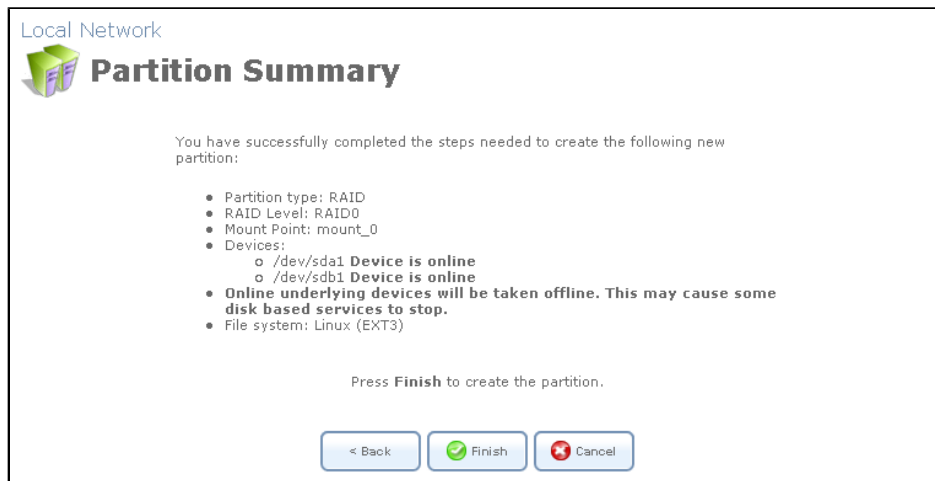 Local Network
Partition Summary
You have successfully completed the steps needed to create the following new
partition:
Partition type: RAID
RAID Level: RAID0
Mount Point: mount_0
Devices:
/dev/sda1 Device is online
/dev/sdb1 Device is online
Online underlying devices will be taken offline. This may cause some
disk based services to stop.
File system: Linux (EXT3)
Press Finish to create the partition.
< Back
Finish
Cancel